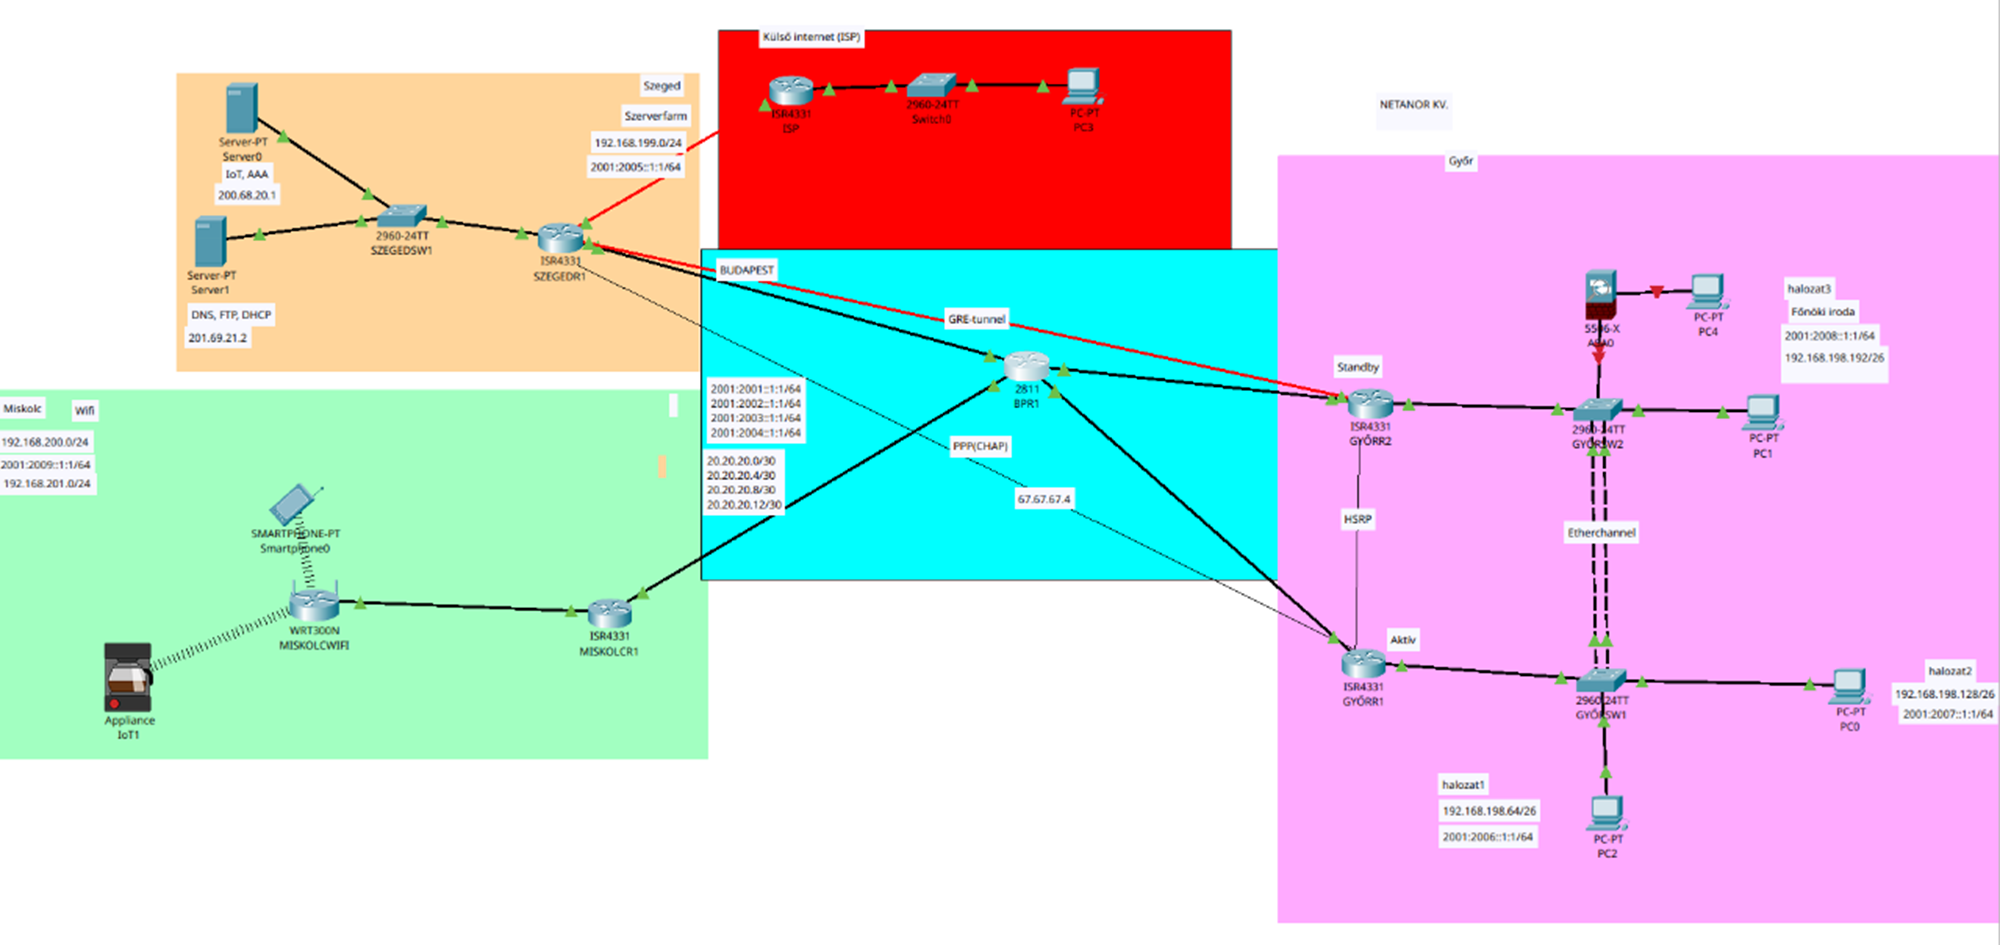 Külső internet (ISP)
ISR4331
ISP
2960-24TT
Switch0
PC-PT
PC3
NETANOR KV.
Szeged
Szerverfarm
192.168.199.0/24
2001:2005::1:1/64
Server-PT
Server0
IoT, AAA
200.68.20.1
2960-24TT
SZEGEDSW1
ISR4331
SZEGEDR1
Server-PT
Server1
DNS, FTP, DHCP
201.69.21.2
BUDAPEST
GRE-tunnel
2811
BPR1
2001:2001::1:1/64
2001:2002::1:1/64
2001:2003::1:1/64
2001:2004::1:1/64
20.20.20.0/30
20.20.20.4/30
20.20.20.8/30
20.20.20.12/30
PPP(CHAP)
67.67.67.4
Miskolc
Wifi
192.168.200.0/24
2001:2009::1:1/64
192.168.201.0/24
SMARTPHONE-PT
Smartphone0
WRT300N
MISKOLCWIFI
ISR4331
MISKOLCR1
Appliance
IoT1
Győr
5506-X
ASA0
PC-PT
PC4
halozat3
Főnöki iroda
2001:2008::1:1/64
192.168.198.192/26
Standby
ISR4331
GYŐRR2
2960-24TT
GYŐRSW2
PC-PT
PC1
HSRP
Etherchannel
Aktív
ISR4331
GYŐRR1
2960-24TT
GYŐRSW1
PC-PT
PC0
halozat2
192.168.198.128/26
2001:2007::1:1/64
halozat1
192.168.198.64/26
2001:2006::1:1/64
PC-PT
PC2